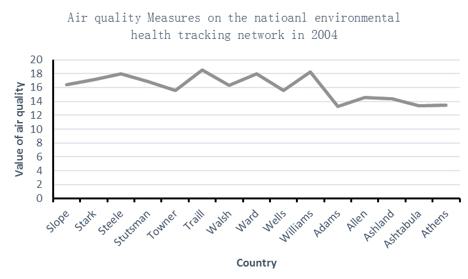 Air quality Measures on the natioanl environmental
health tracking network in 2004
Value of air quality
20
18
16
14
12
10
8
6
4
2
0
Slope
Stark
Steele
Stutsman
Towner
Traill
Walsh
Ward
Wells
Williams
Adams
Allen
Ashland
Ashtabula
Athens
Country